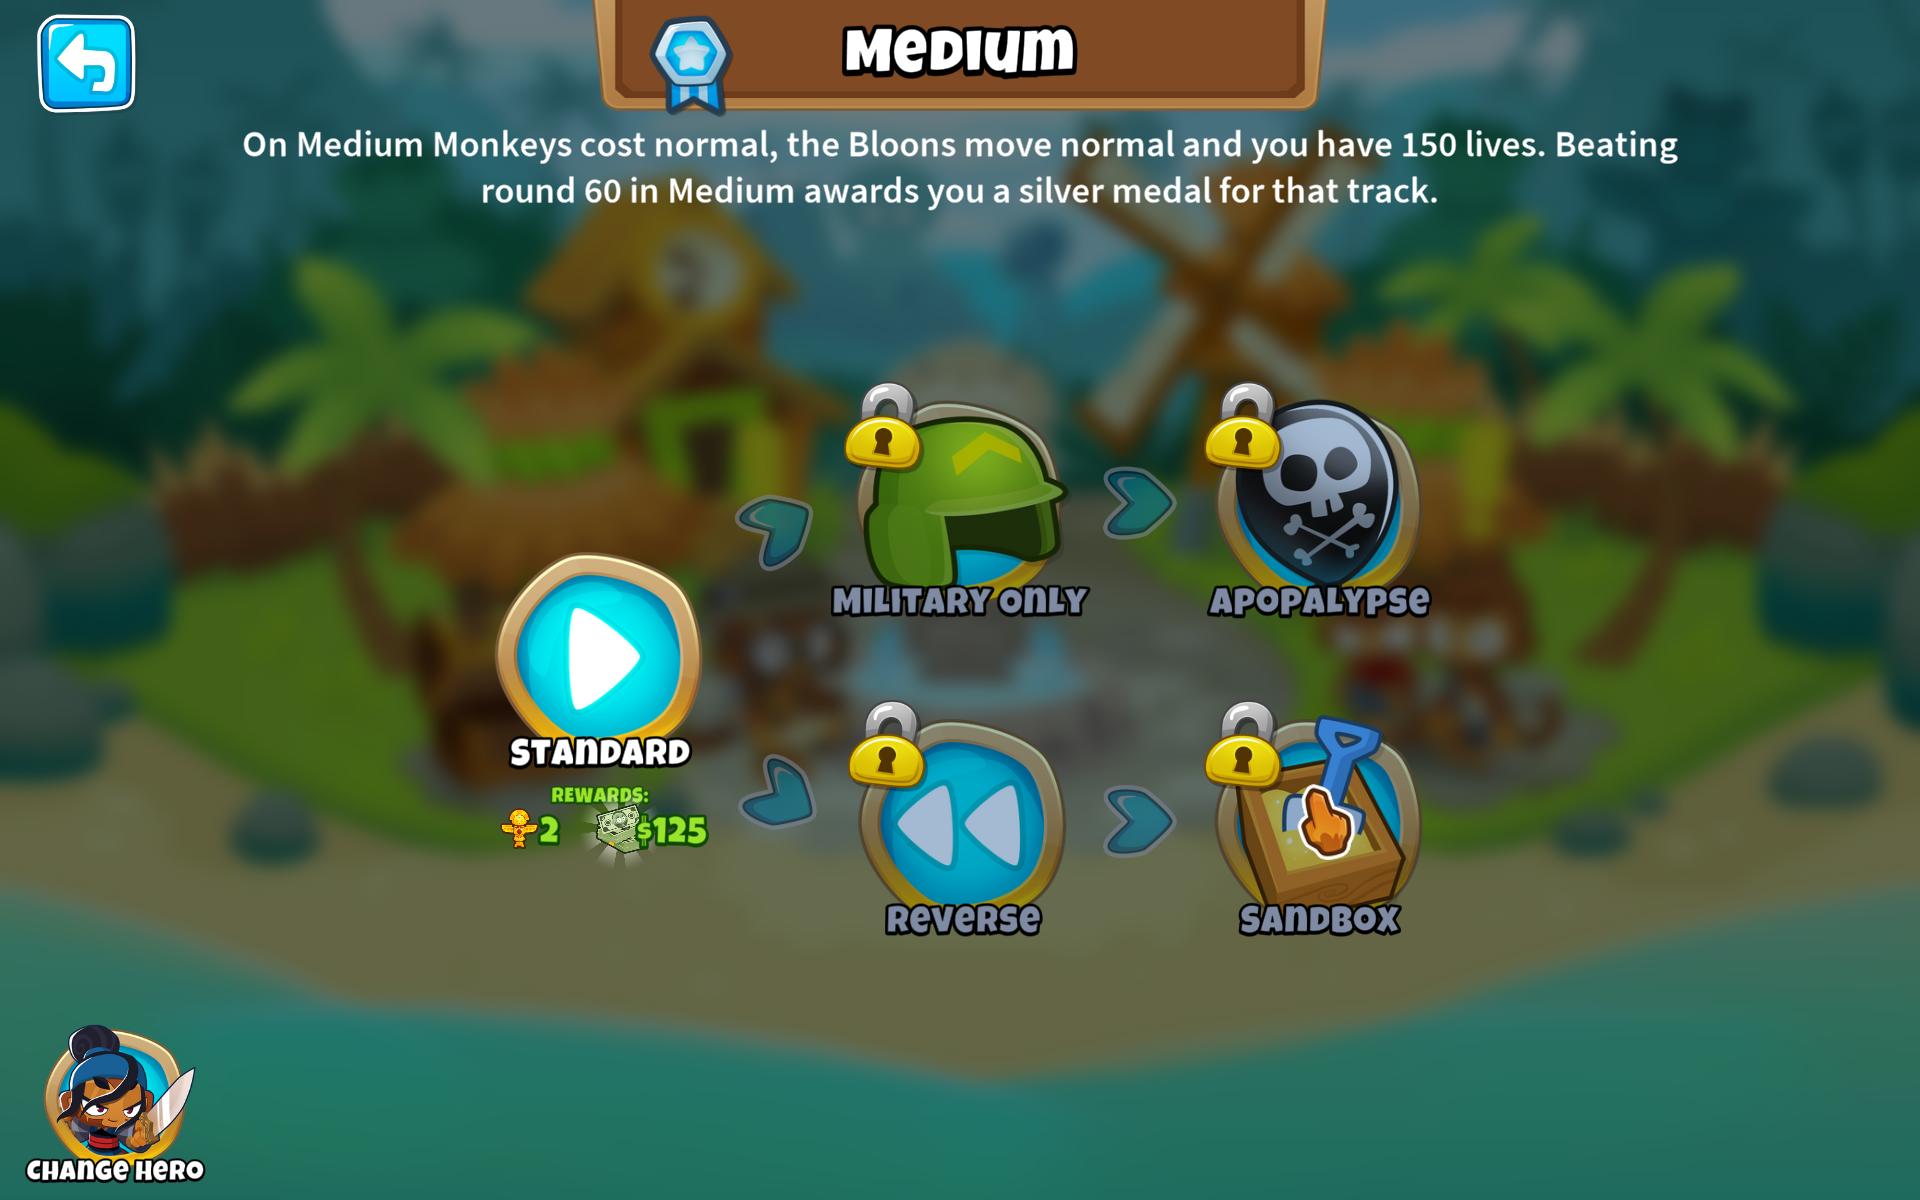 MEDIUM
On Medium Monkeys cost normal, the Bloons move normal and you have 150 lives. Beating
round 60 in Medium awards you a silver medal for that track.
MILITARY ONLY
APOPALYPSE
STANDARD
REWARDS:
2 $125
REVERSE
SANDBOX
CHANGE HERO